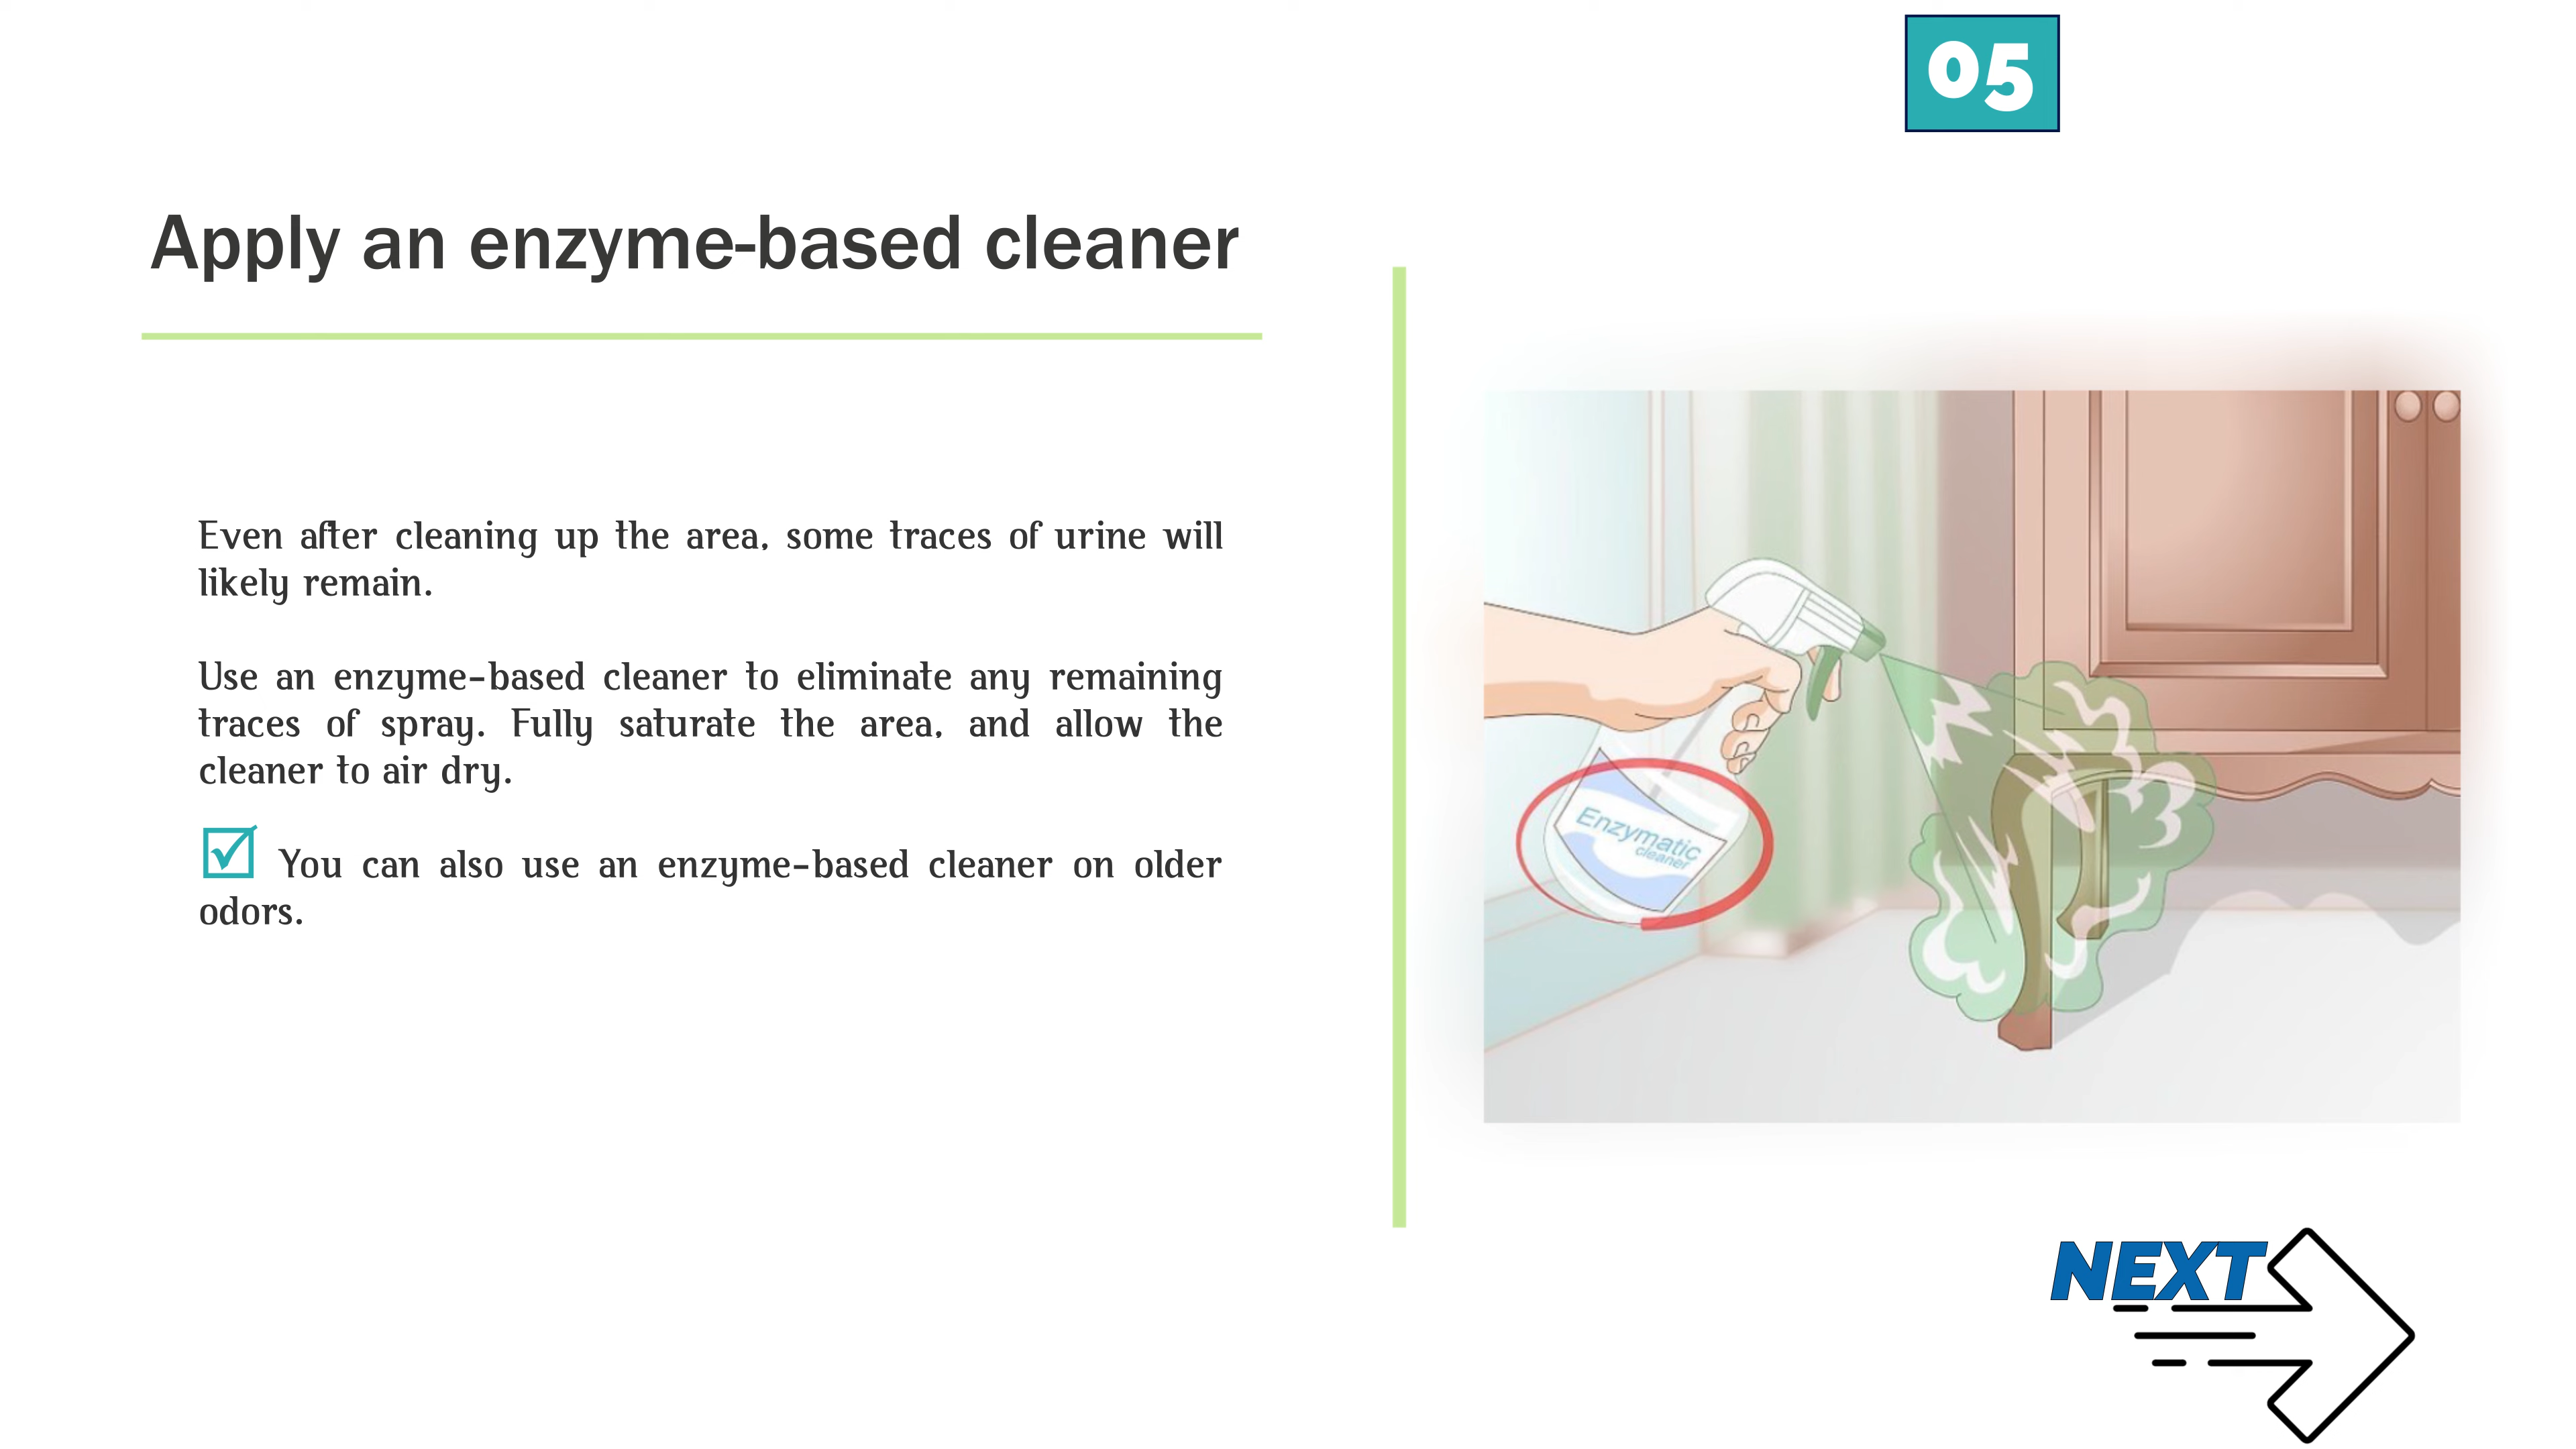 05
Apply an enzyme-based cleaner
Even after cleaning up the area, some traces of urine will
likely remain.
Use an enzyme-based cleaner to eliminate any remaining
traces of spray. Fully saturate the area, and allow the
cleaner to air dry.
☑ You can also use an enzyme-based cleaner on older
odors.
Enzymatic
cleaner
NEXT